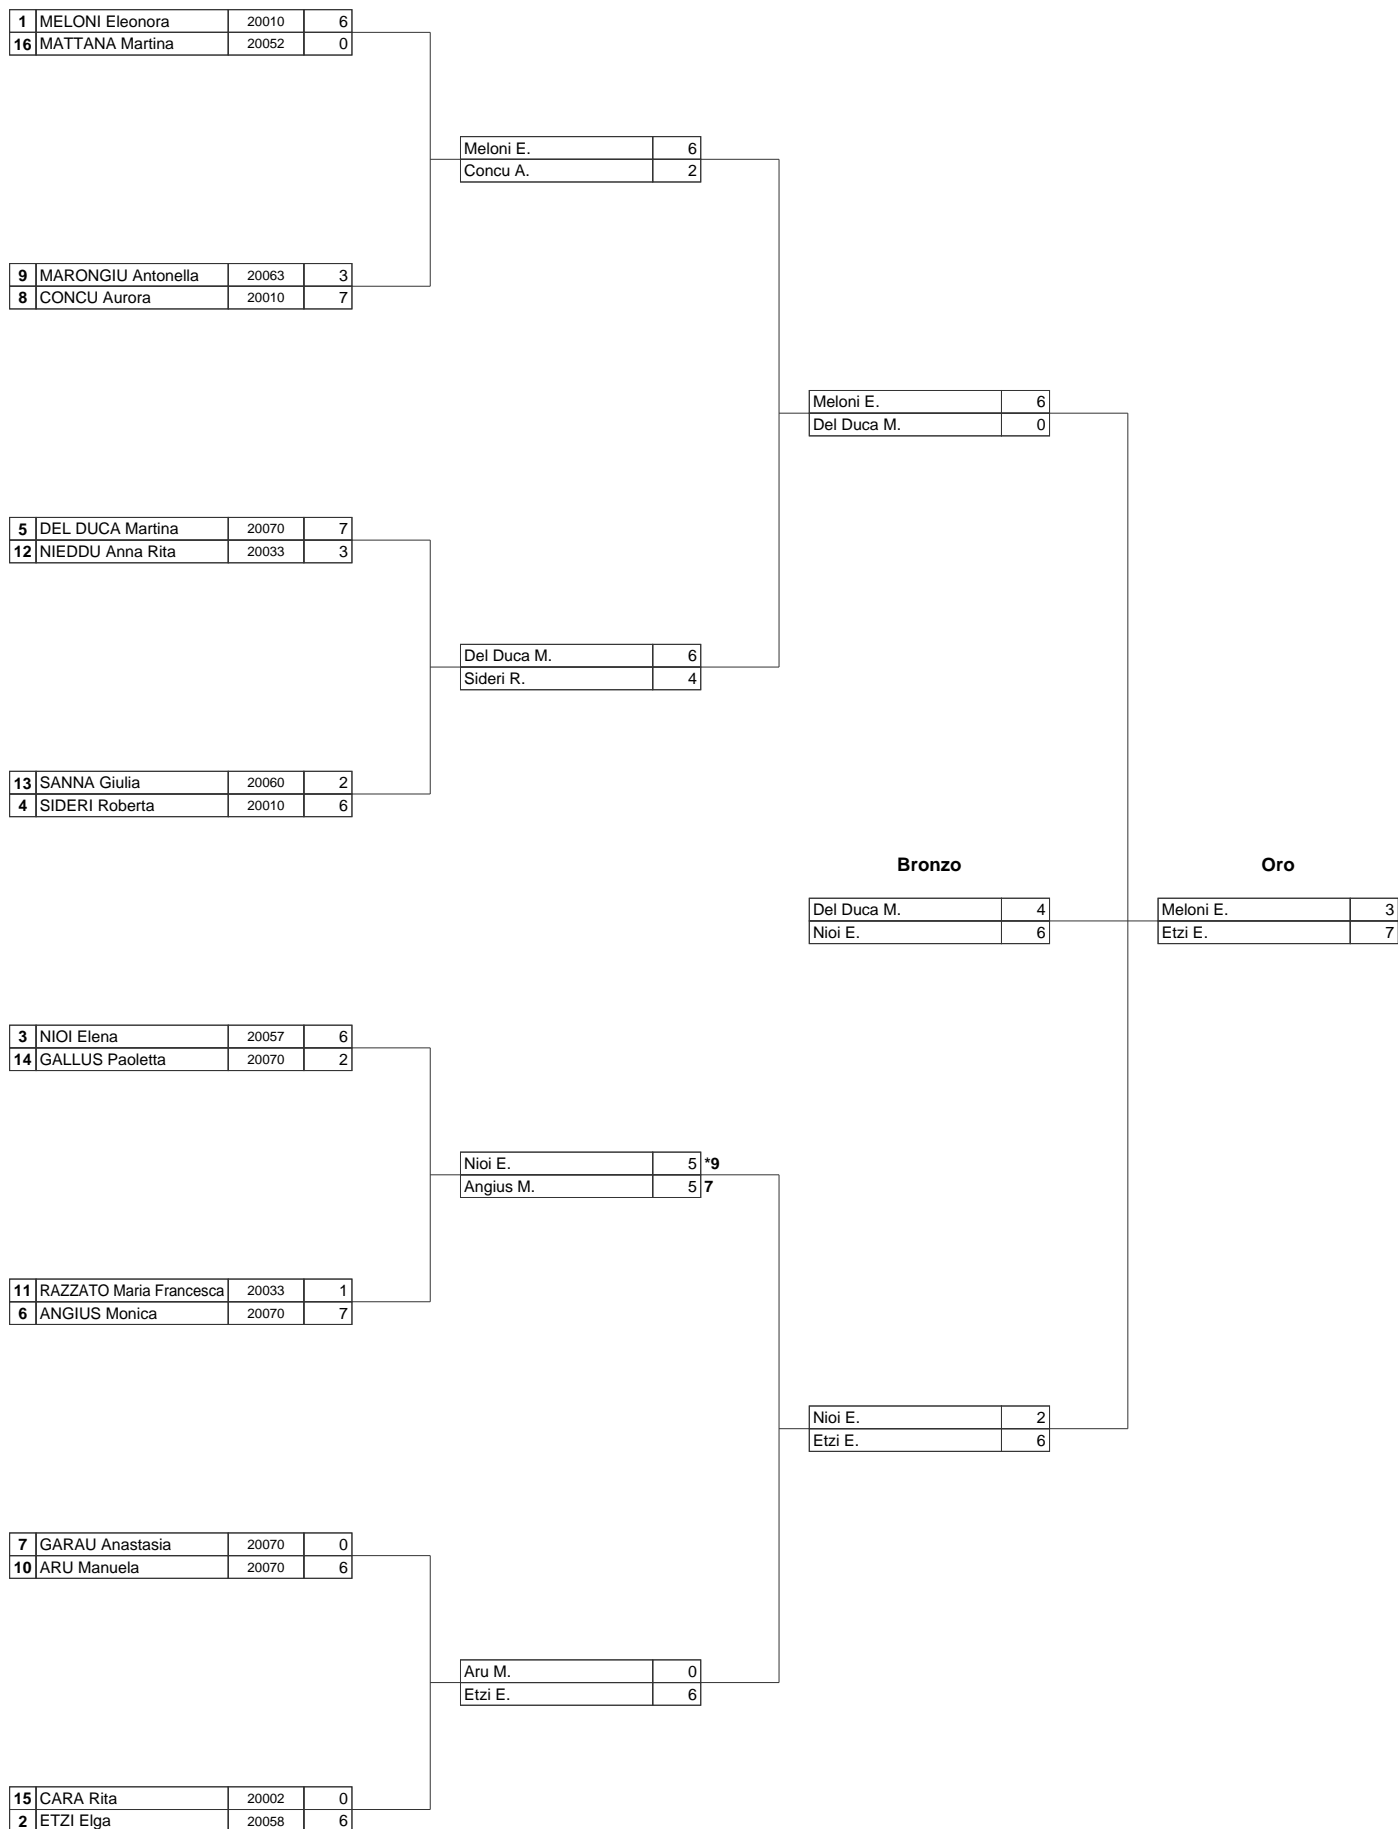 1 MELONI Eleonora 20010 6
16 MATTANA Martina 20052 0
Meloni E. 6
Concu A. 2
9 MARONGIU Antonella 20063 3
8 CONCU Aurora 20010 7
Meloni E. 6
Del Duca M. 0
5 DEL DUCA Martina 20070 7
12 NIEDDU Anna Rita 20033 3
Del Duca M. 6
Sideri R. 4
13 SANNA Giulia 20060 2
4 SIDERI Roberta 20010 6
Bronzo Oro
Del Duca M. 4 Meloni E. 3
Nioi E. 6 Etzi E. 7
3 NIOI Elena 20057 6
14 GALLUS Paoletta 20070 2
Nioi E. 5 *9
Angius M. 5 7
11 RAZZATO Maria Francesca 20033 1
6 ANGIUS Monica 20070 7
Nioi E. 2
Etzi E. 6
7 GARAU Anastasia 20070 0
10 ARU Manuela 20070 6
Aru M. 0
Etzi E. 6
15 CARA Rita 20002 0
2 ETZI Elga 20058 6